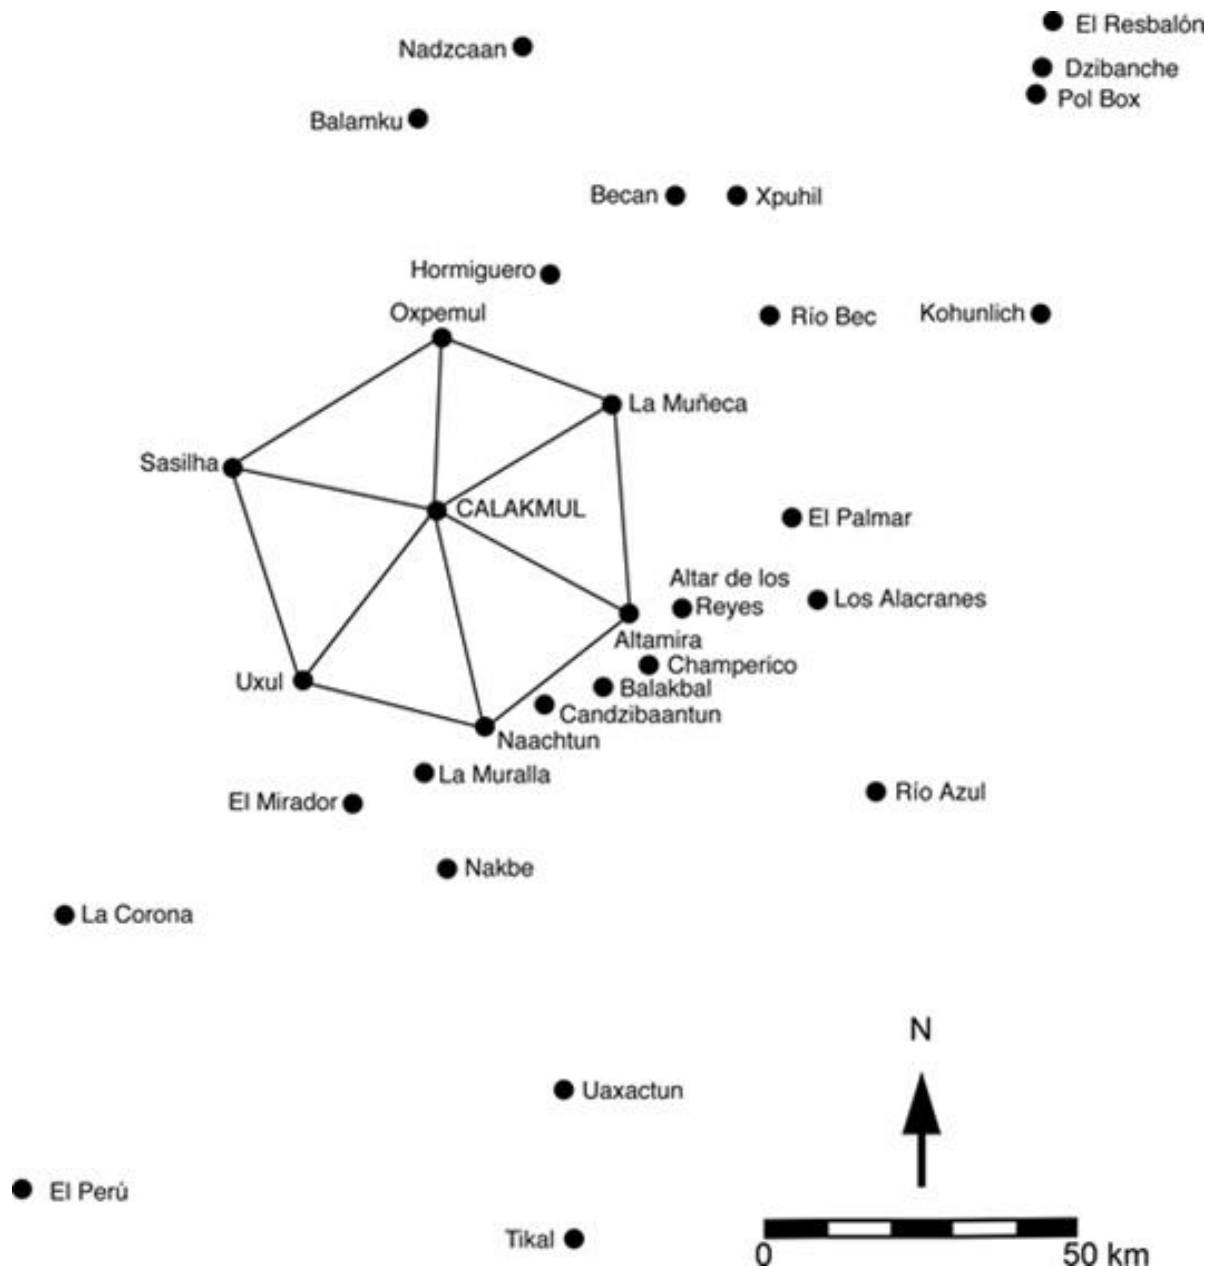 El Resbalón
Nadzcaan
Dzibanche
Pol Box
Balamku
Becan
Xpuhil
Hormiguero
Oxpemul
Río Bec
Kohunlich
La Muñeca
Sasilha
CALAKMUL
El Palmar
Altar de los
Reyes
Los Alacranes
Altamira
Champerico
Uxul
Balakbal
Candzibaantun
Naachtun
La Muralla
El Mirador
Río Azul
Nakbe
La Corona
N
Uaxactun
El Perú
Tikal
0
50 km